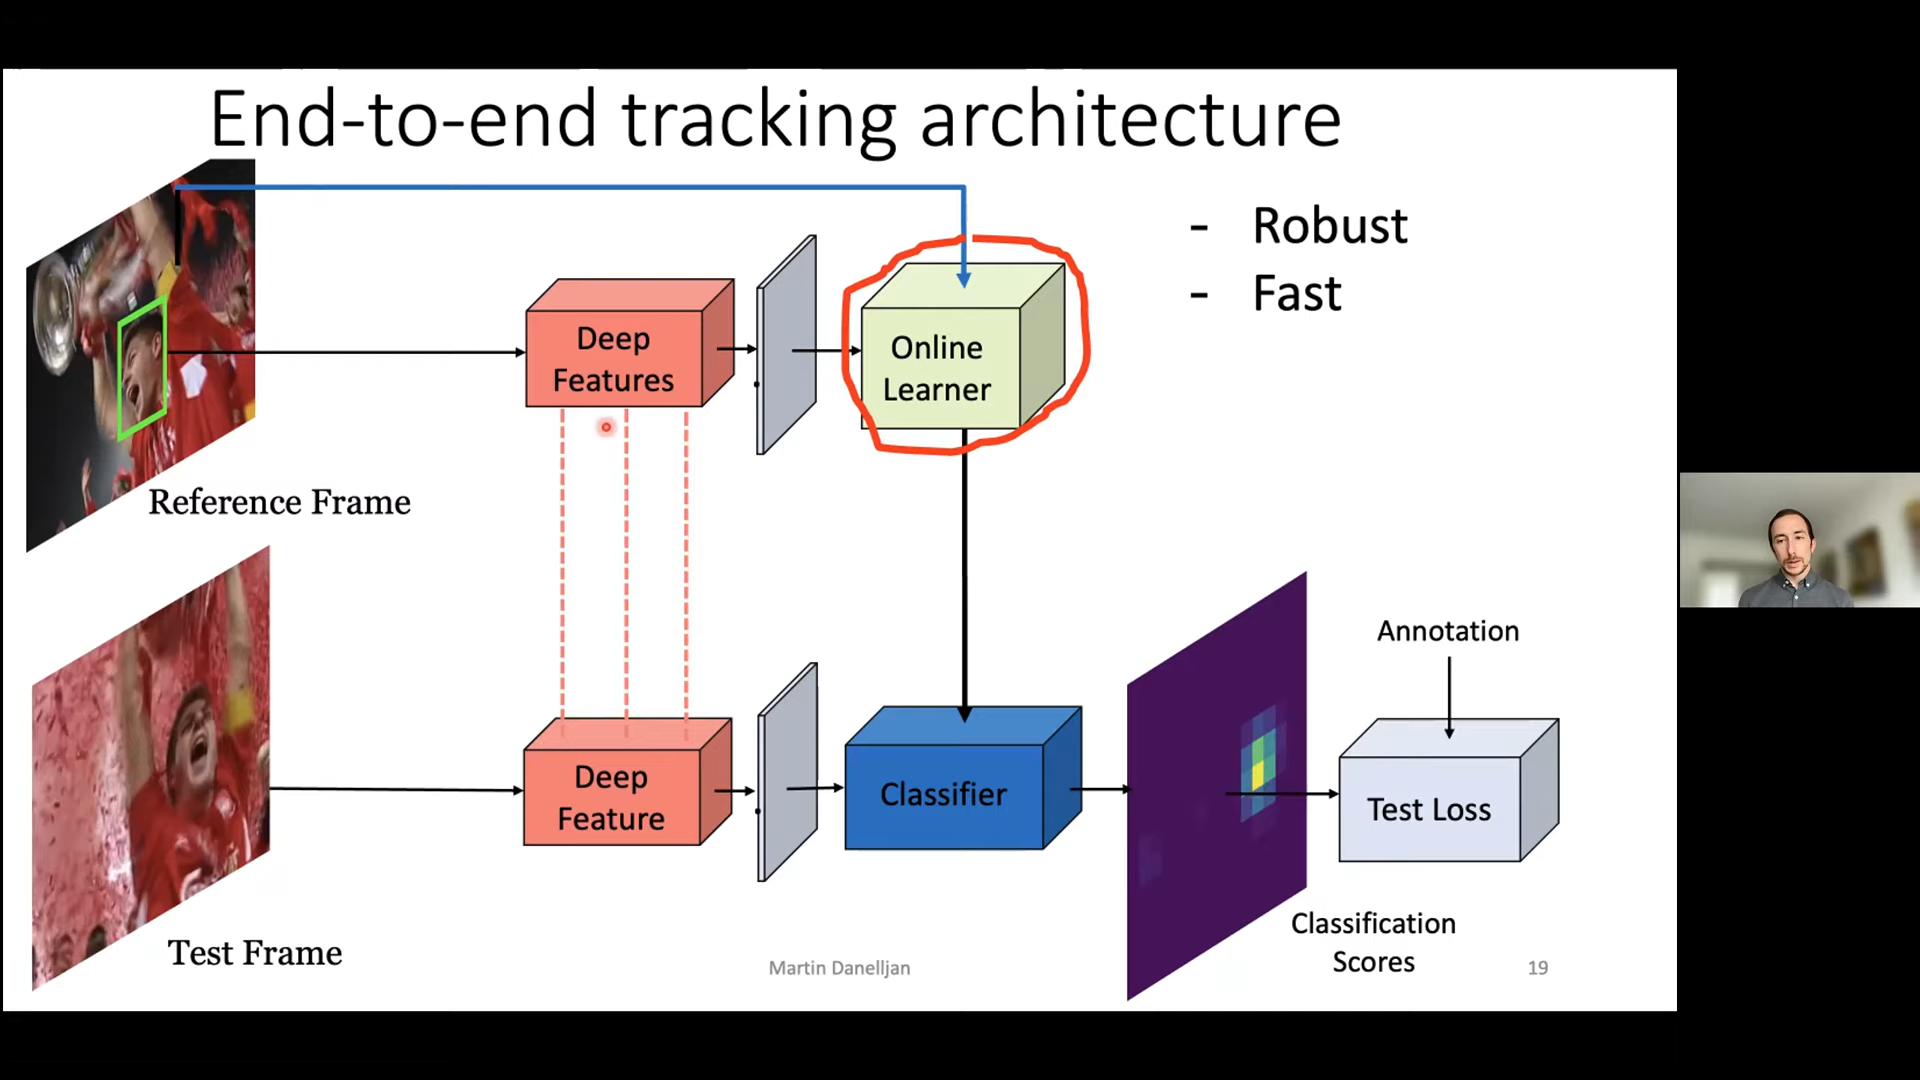 End-to-end tracking architecture
- Robust
- Fast
Deep
Features
Online
Learner
Reference Frame
Annotation
Deep
Feature
Classifier
Test Loss
Classification
Scores
Test Frame
Martin Danelljan
19